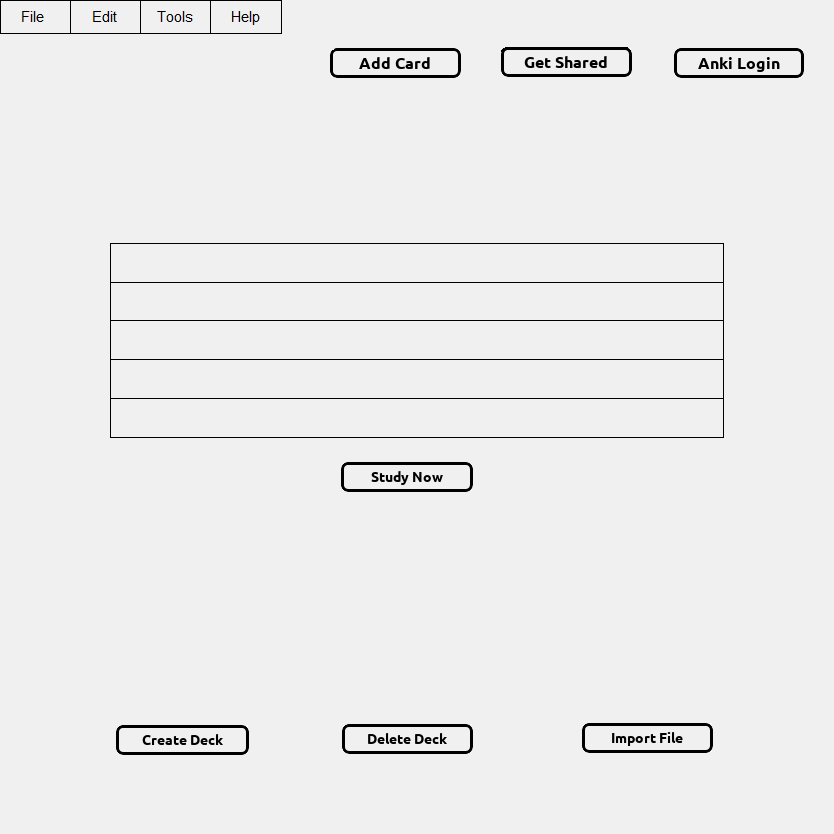 File Edit Tools Help
Add Card Get Shared Anki Login
Study Now
Create Deck Delete Deck Import File